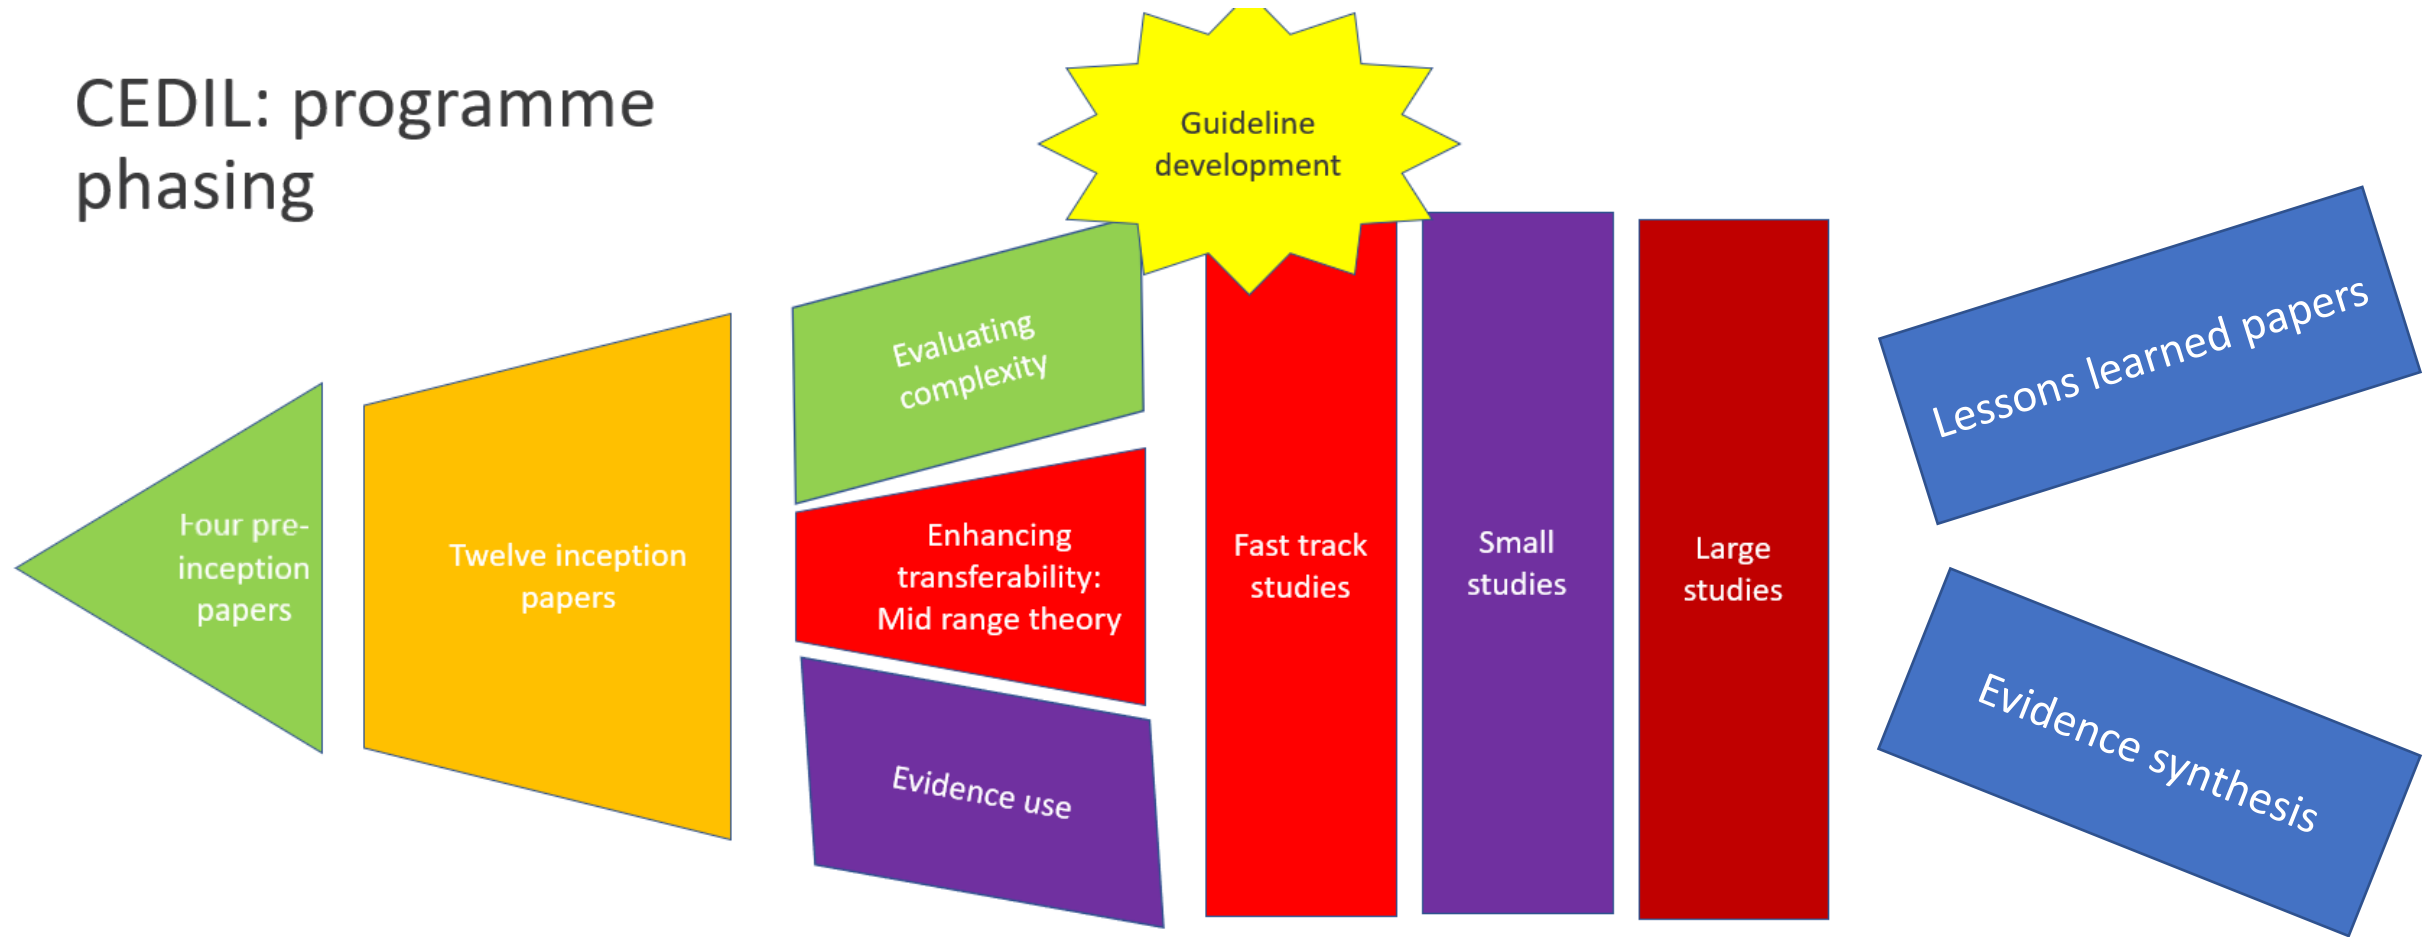 CEDIL: programme
phasing
Guideline
development
Four pre-
inception
papers
Twelve inception
papers
Evaluating
complexity
Enhancing
transferability:
Mid range theory
Evidence use
Fast track
studies
Small
studies
Large
studies
Lessons learned papers
Evidence synthesis